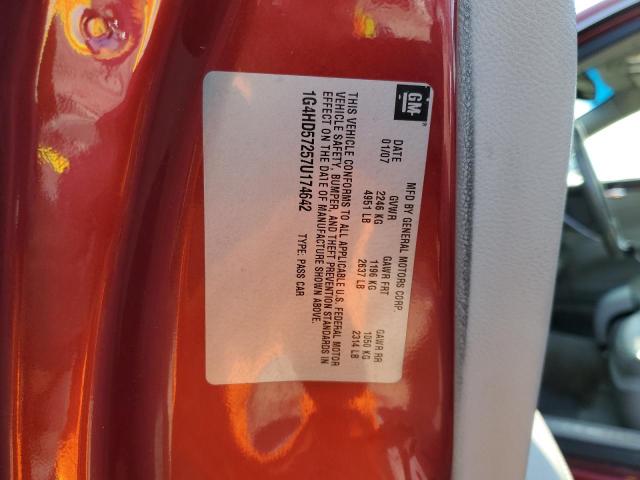 GM
MFD BY GENERAL MOTORS CORP.
DATE GVWR GAWR FRT GAWR RR
01/07 2246 KG 1196 KG 1050 KG
4951 LB 2637 LB 2314 LB
THIS VEHICLE CONFORMS TO ALL APPLICABLE U.S. FEDERAL MOTOR
VEHICLE SAFETY, BUMPER, AND THEFT PREVENTION STANDARDS IN
EFFECT ON THE DATE OF MANUFACTURE SHOWN ABOVE.
1G4HD57257U174642 TYPE: PASS CAR